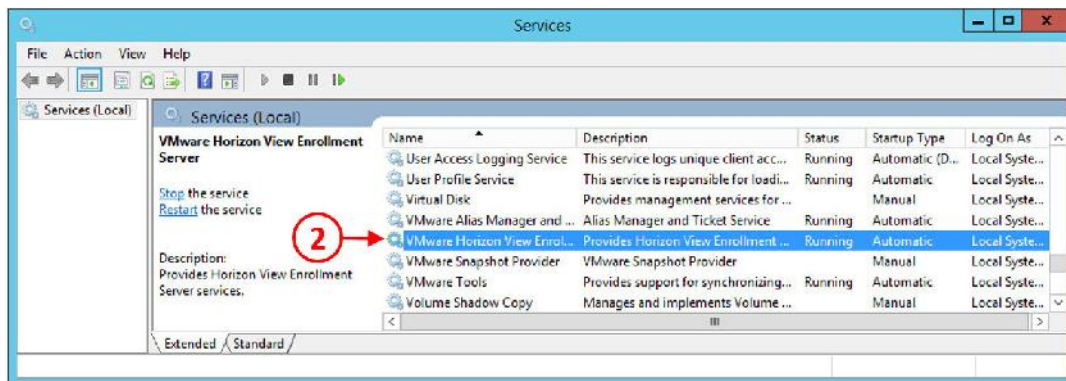 Services
File Action View Help
Services (Local)
Services (Local)
VMware Horizon View Enrollment
Server
Stop the service
Restart the service
Description:
Provides Horizon View Enrollment
Server services.
Name Description Status Startup Type Log On As
User Access Logging Service This service logs unique client acc... Running Automatic (D... Local Syste...
User Profile Service This service is responsible for loadi... Running Automatic Local Syste...
Virtual Disk Provides management services for ... Manual Local Syste...
VMware Alias Manager and ... Alias Manager and Ticket Service Running Automatic Local Syste...
2
VMware Horizon View Enrol... Provides Horizon View Enrollment ... Running Automatic Local Syste...
VMware Snapshot Provider VMware Snapshot Provider Manual Local Syste...
VMware Tools Provides support for synchronizing... Running Automatic Local Syste...
Volume Shadow Copy Manages and implements Volume ... Manual Local Syste...
Extended Standard